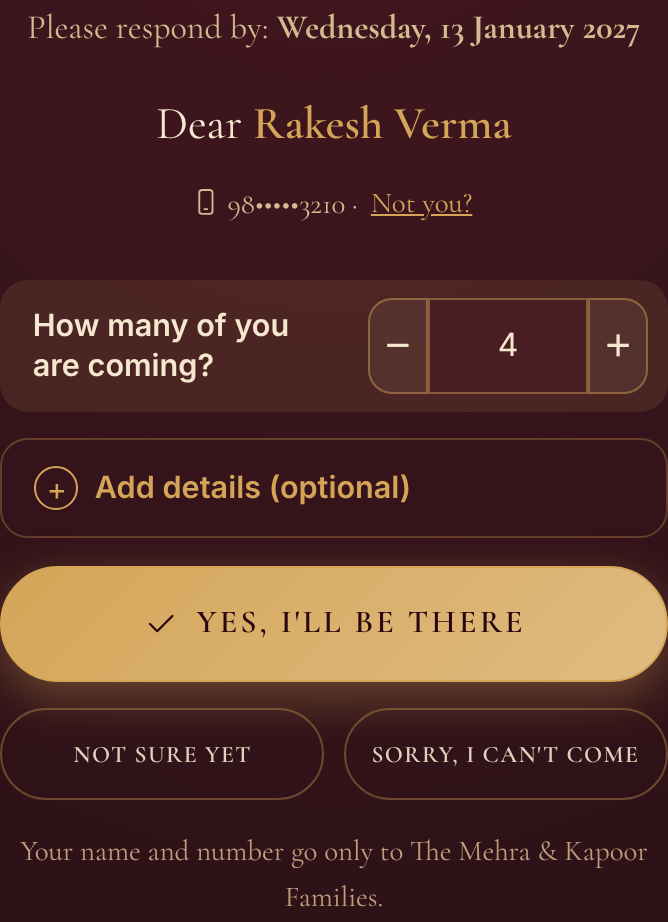 Please respond by: Wednesday, 13 January 2027
Dear Rakesh Verma
98•••••3210 · Not you?
How many of you
are coming?
− 4 +
+ Add details (optional)
✓ YES, I'LL BE THERE
NOT SURE YET
SORRY, I CAN'T COME
Your name and number go only to The Mehra & Kapoor
Families.